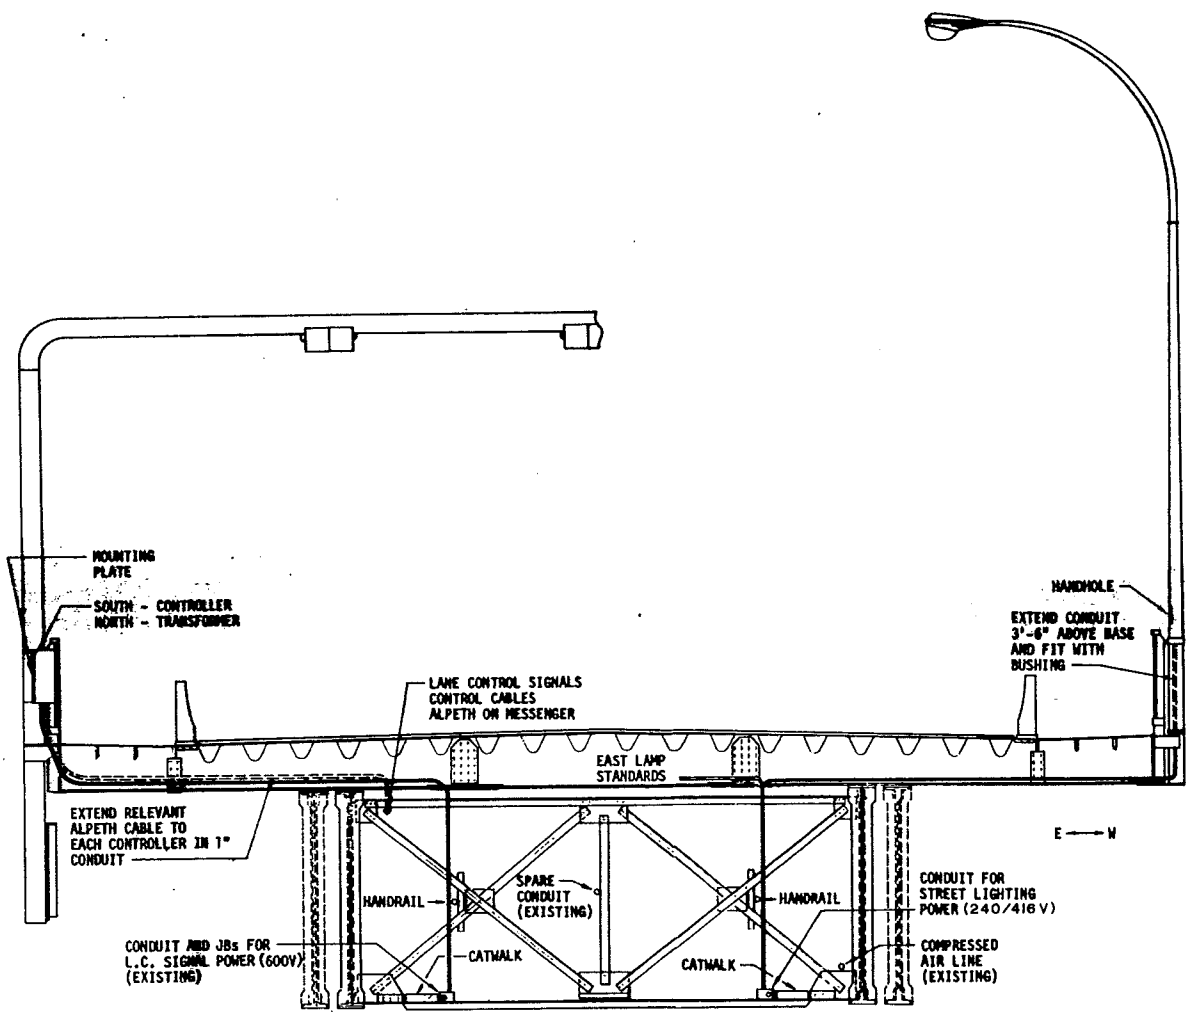 MOUNTING
PLATE
SOUTH - CONTROLLER
NORTH - TRANSFORMER
HANDHOLE
EXTEND CONDUIT
3'-6" ABOVE BASE
AND FIT WITH
BUSHING
LANE CONTROL SIGNALS
CONTROL CABLES
ALPETH ON MESSENGER
EAST LAMP
STANDARDS
EXTEND RELEVANT
ALPETH CABLE TO
EACH CONTROLLER IN 1"
CONDUIT
E W
SPARE
CONDUIT
(EXISTING)
HANDRAIL
HANDRAIL
CONDUIT FOR
STREET LIGHTING
POWER (240/416 V)
CONDUIT AND JBs FOR
L.C. SIGNAL POWER (600V)
(EXISTING)
CATWALK
CATWALK
COMPRESSED
AIR LINE
(EXISTING)